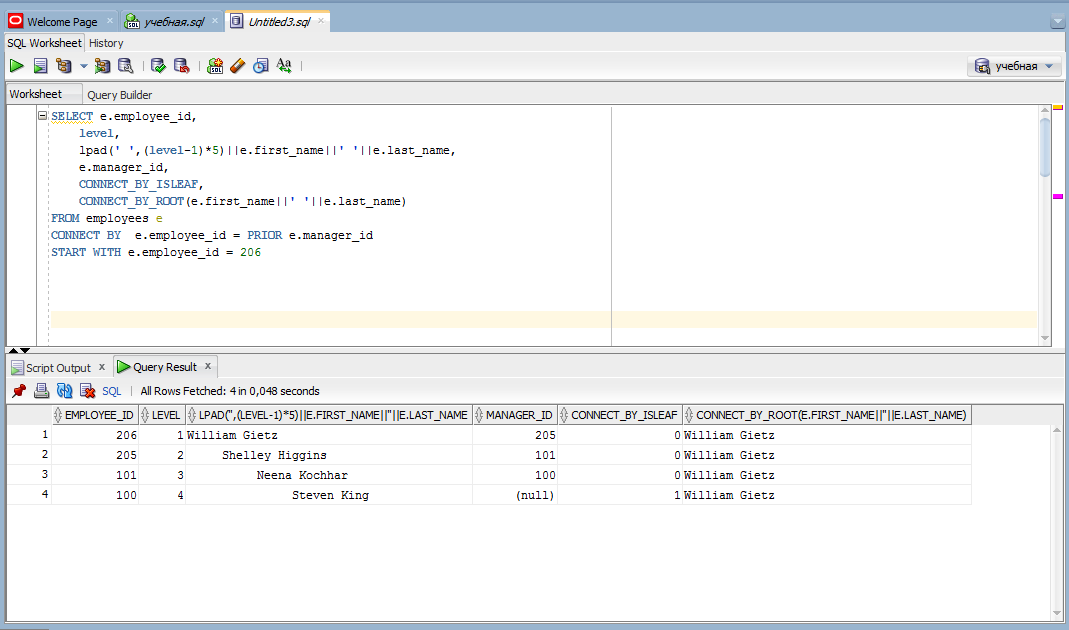 Welcome Page × учебная.sql × Untitled3.sql ×
SQL Worksheet History
учебная
Worksheet Query Builder
SELECT e.employee_id,
level,
lpad(' ',(level-1)*5)||e.first_name||' '||e.last_name,
e.manager_id,
CONNECT_BY_ISLEAF,
CONNECT_BY_ROOT(e.first_name||' '||e.last_name)
FROM employees e
CONNECT BY  e.employee_id = PRIOR e.manager_id
START WITH e.employee_id = 206
Script Output x Query Result x
SQL | All Rows Fetched: 4 in 0,048 seconds
EMPLOYEE_ID LEVEL LPAD('',(LEVEL-1)*5)||E.FIRST_NAME||''||E.LAST_NAME MANAGER_ID CONNECT_BY_ISLEAF CONNECT_BY_ROOT(E.FIRST_NAME||''||E.LAST_NAME)
1 206 1 William Gietz 205 0 William Gietz
2 205 2 Shelley Higgins 101 0 William Gietz
3 101 3 Neena Kochhar 100 0 William Gietz
4 100 4 Steven King (null) 1 William Gietz